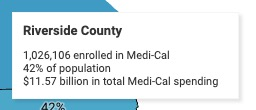 Riverside County
1,026,106 enrolled in Medi-Cal
42% of population
$11.57 billion in total Medi-Cal spending
42%